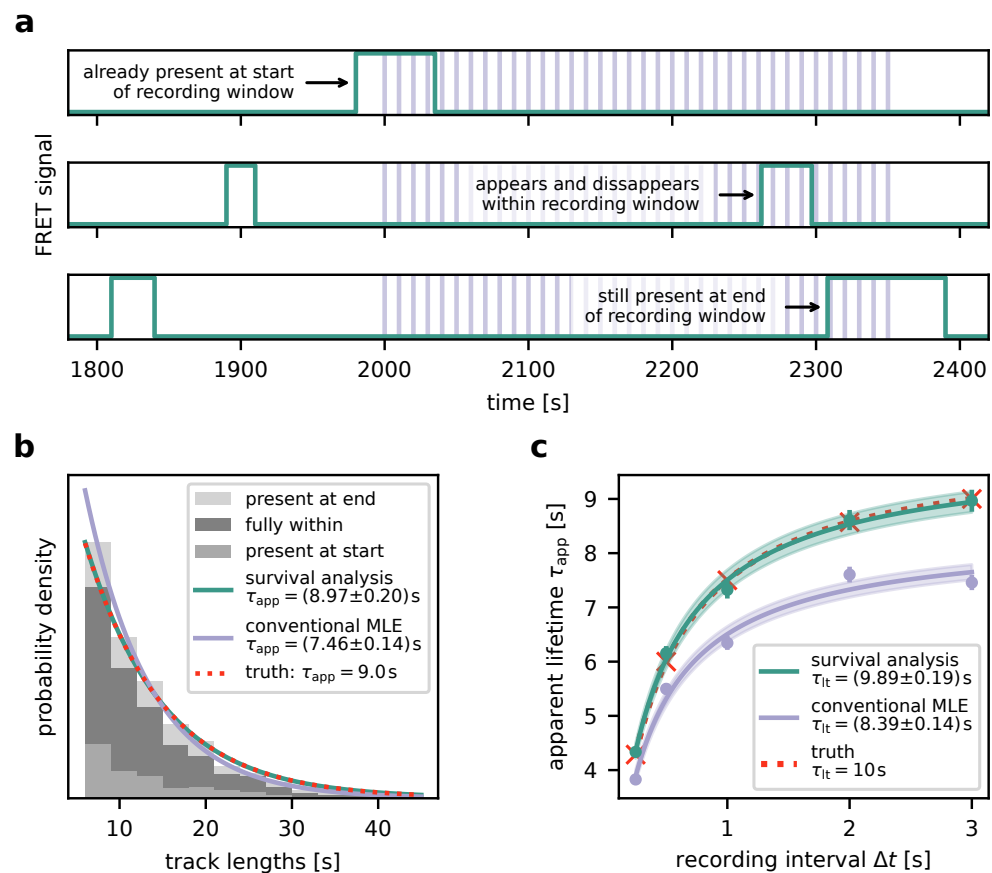 a
already present at start
of recording window
FRET signal
appears and dissappears
within recording window
still present at end
of recording window
1800 1900 2000 2100 2200 2300 2400
time [s]
b
probability density
present at end
fully within
present at start
survival analysis
τapp = (8.97±0.20) s
conventional MLE
τapp = (7.46±0.14) s
truth: τapp = 9.0 s
10 20 30 40
track lengths [s]
c
apparent lifetime τapp [s]
9
8
7
6
5
4
survival analysis
τlt = (9.89±0.19) s
conventional MLE
τlt = (8.39±0.14) s
truth
τlt = 10 s
1 2 3
recording interval Δt [s]